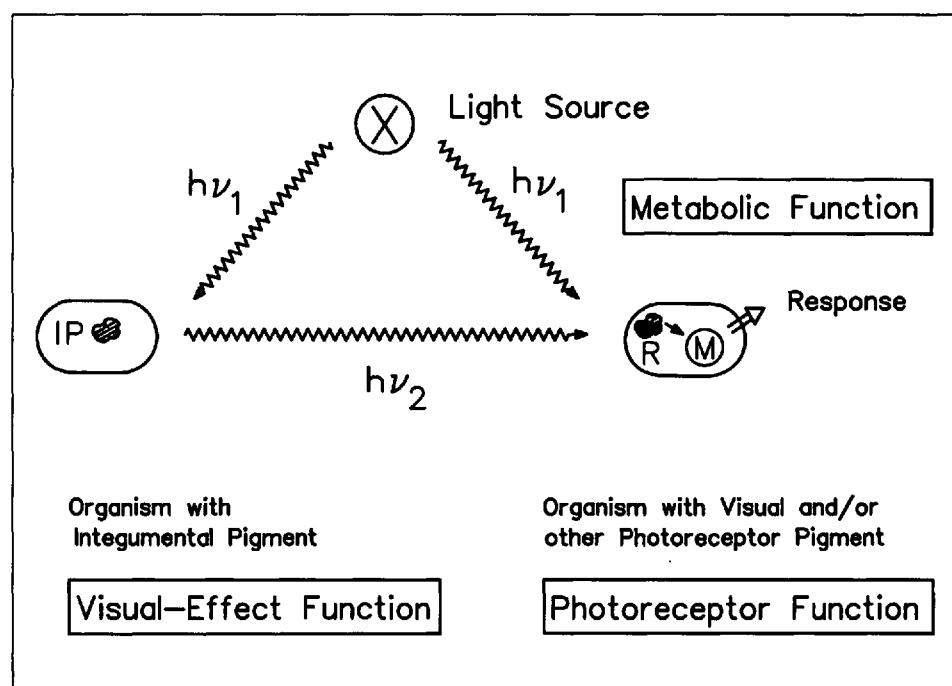 Light Source
X
hν₁
hν₁
Metabolic Function
IP
R
M
Response
hν₂
Organism with
Integumental Pigment
Organism with Visual and/or
other Photoreceptor Pigment
Visual–Effect Function
Photoreceptor Function